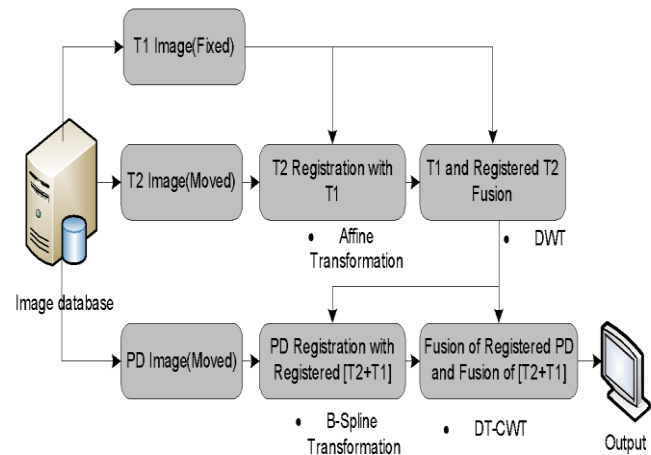 T1 Image(Fixed)
T2 Image(Moved)
T2 Registration with
T1
T1 and Registered T2
Fusion
• Affine
Transformation
• DWT
Image database
PD Image(Moved)
PD Registration with
Registered [T2+T1]
Fusion of Registered PD
and Fusion of [T2+T1]
• B-Spline
Transformation
• DT-CWT
Output